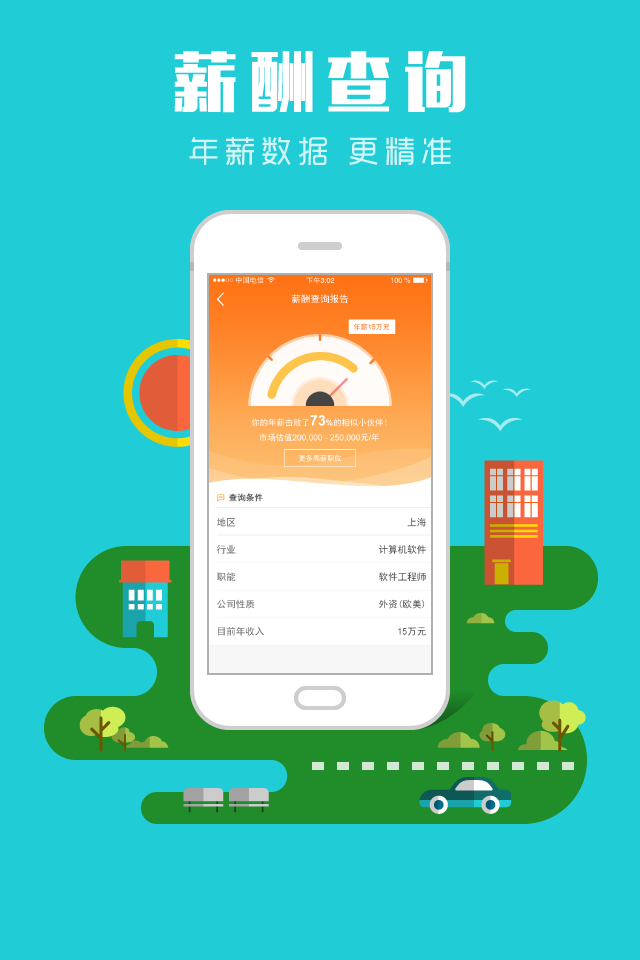 薪酬查询
年薪数据 更精准
中国电信 下午3:02 100 %
薪酬查询报告
年薪15万元
你的年薪击败了73%的相似小伙伴!
市场估值200,000 - 250,000元/年
更多高薪职位
查询条件
地区 上海
行业 计算机软件
职能 软件工程师
公司性质 外资(欧美)
目前年收入 15万元